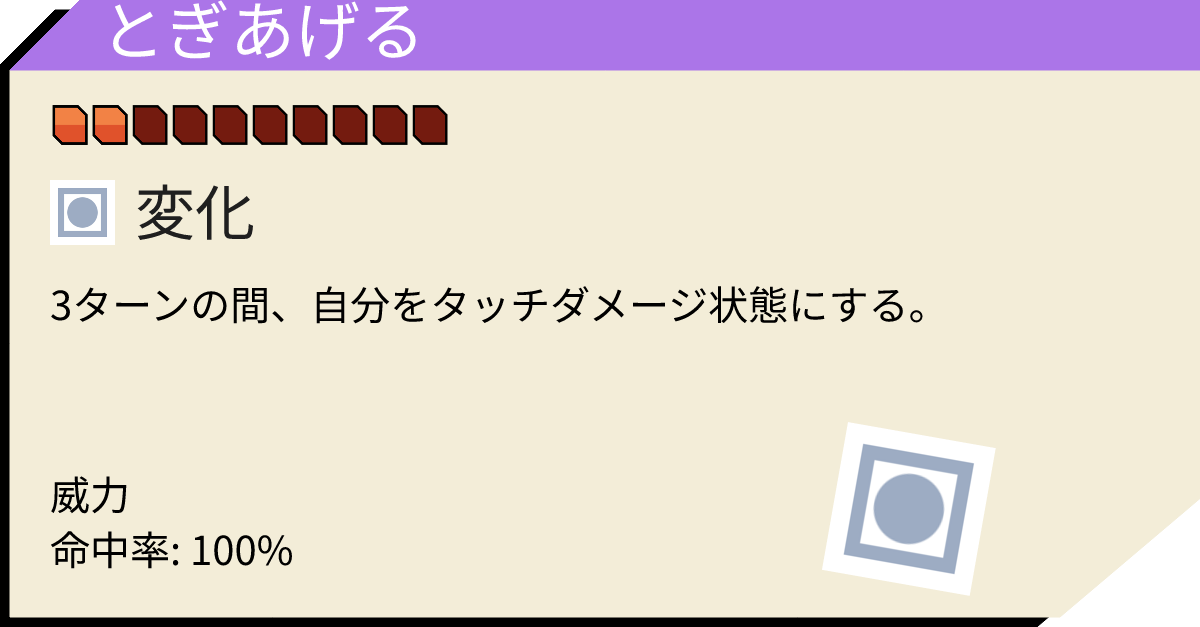 とぎあげる
変化
3ターンの間、自分をタッチダメージ状態にする。
威力
命中率: 100%